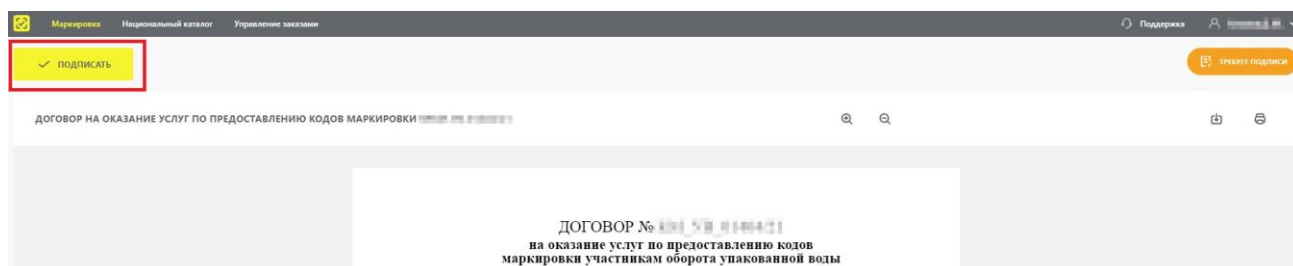 Маркировка Национальный каталог Управление заказами Поддержка
ПОДПИСАТЬ ТРЕБУЕТ ПОДПИСИ
ДОГОВОР НА ОКАЗАНИЕ УСЛУГ ПО ПРЕДОСТАВЛЕНИЮ КОДОВ МАРКИРОВКИ
ДОГОВОР №
на оказание услуг по предоставлению кодов
маркировки участникам оборота упакованной воды